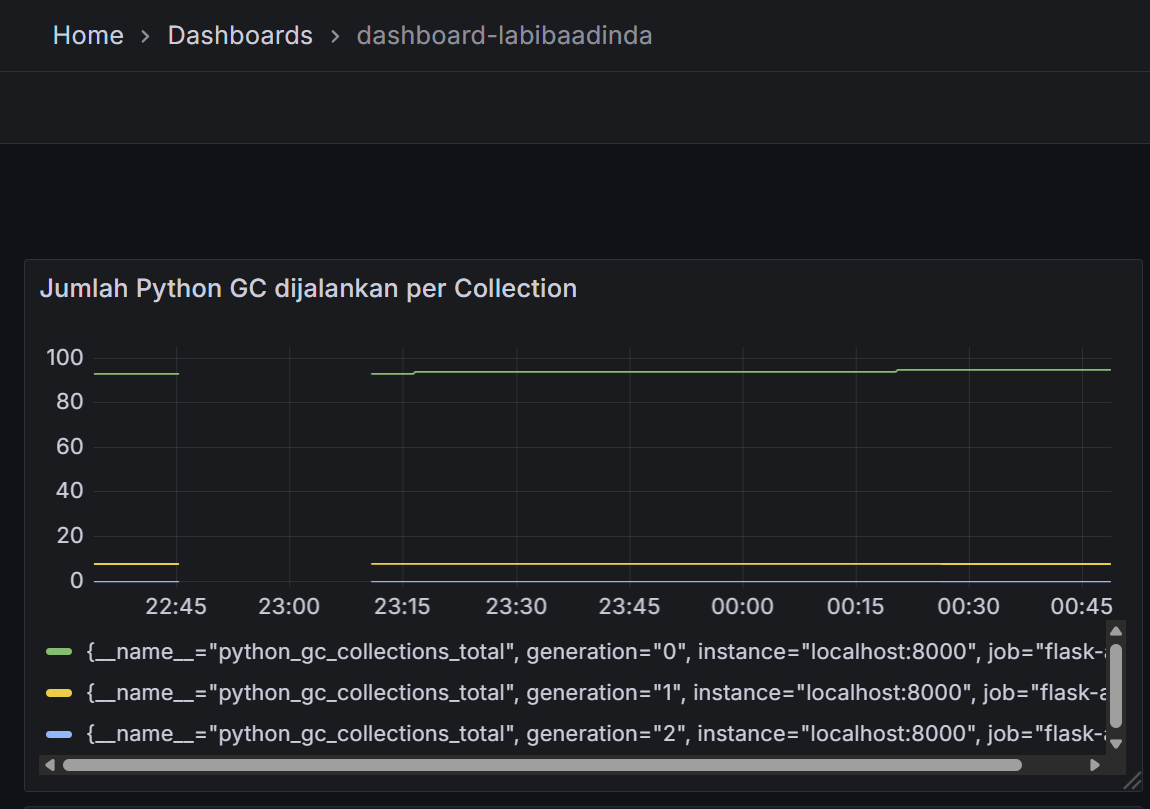 Home > Dashboards > dashboard-labibaadinda
Jumlah Python GC dijalankan per Collection
100
80
60
40
20
0
22:45 23:00 23:15 23:30 23:45 00:00 00:15 00:30 00:45
{__name__="python_gc_collections_total", generation="0", instance="localhost:8000", job="flask-
{__name__="python_gc_collections_total", generation="1", instance="localhost:8000", job="flask-a
{__name__="python_gc_collections_total", generation="2", instance="localhost:8000", job="flask-